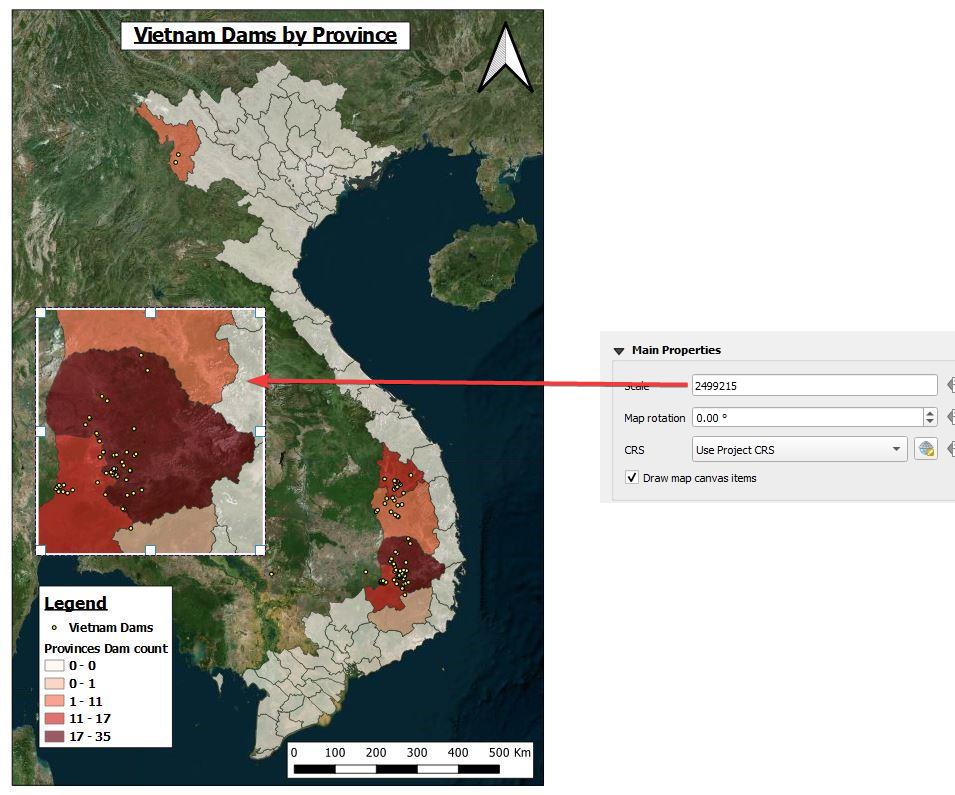 Vietnam Dams by Province
Main Properties
Scale 2499215
Map rotation 0.00 °
CRS Use Project CRS
Draw map canvas items
Legend
Vietnam Dams
Provinces Dam count
0 - 0
0 - 1
1 - 11
11 - 17
17 - 35
0 100 200 300 400 500 Km